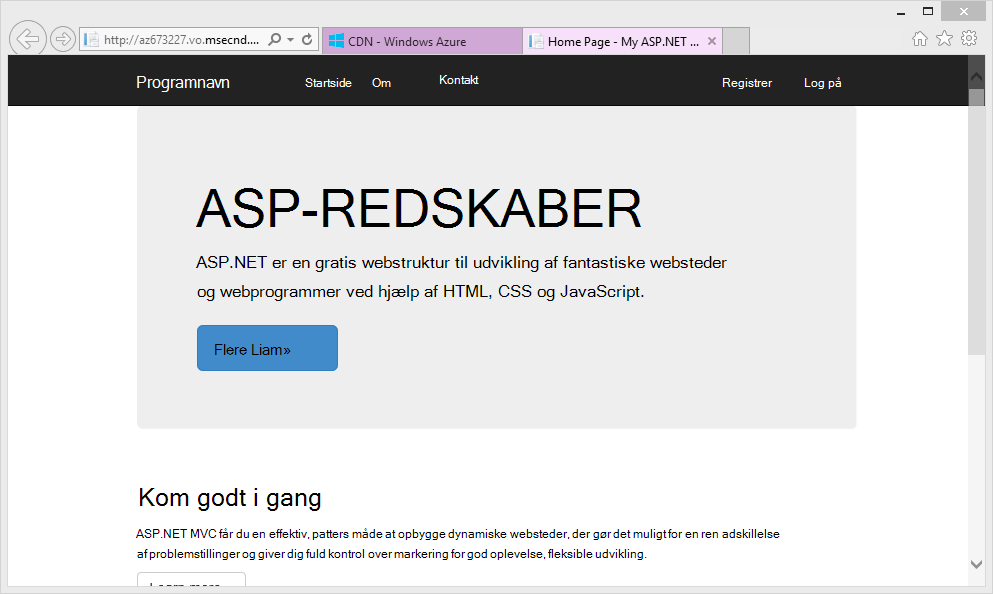 http://az673227.vo.msecnd....
CDN - Windows Azure
Home Page - My ASP.NET ...
Programnavn Startside Om Kontakt Registrer Log på
ASP-REDSKABER
ASP.NET er en gratis webstruktur til udvikling af fantastiske websteder
og webprogrammer ved hjælp af HTML, CSS og JavaScript.
Flere Liam»
Kom godt i gang
ASP.NET MVC får du en effektiv, patters måde at opbygge dynamiske websteder, der gør det muligt for en ren adskillelse
af problemstillinger og giver dig fuld kontrol over markering for god oplevelse, fleksible udvikling.
Learn more